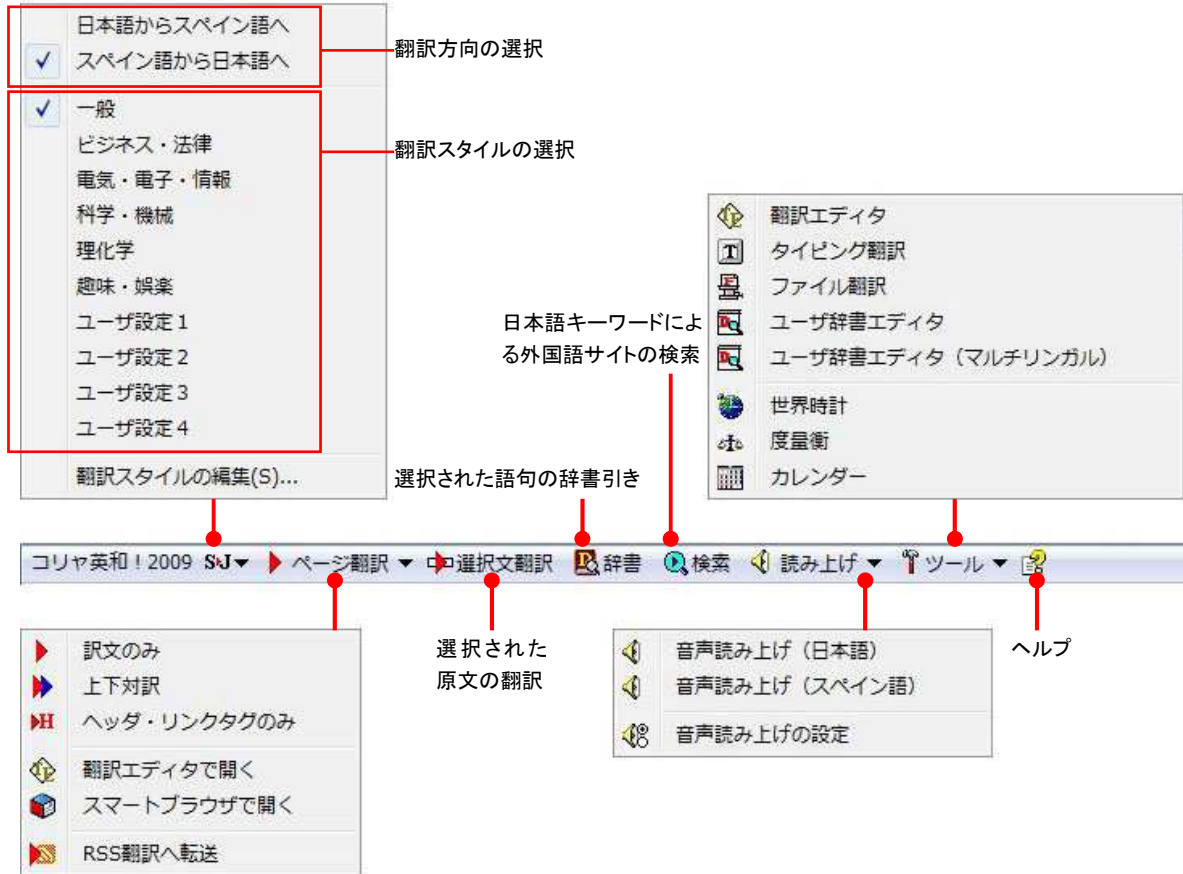 日本語からスペイン語へ
スペイン語から日本語へ
翻訳方向の選択
一般
ビジネス・法律
電気・電子・情報
科学・機械
理化学
趣味・娯楽
ユーザ設定1
ユーザ設定2
ユーザ設定3
ユーザ設定4
翻訳スタイルの編集(S)...
翻訳スタイルの選択
翻訳エディタ
タイピング翻訳
ファイル翻訳
ユーザ辞書エディタ
ユーザ辞書エディタ（マルチリンガル）
世界時計
度量衡
カレンダー
日本語キーワードによ
る外国語サイトの検索
選択された語句の辞書引き
コリャ英和！2009 S›J▼ ページ翻訳 ▼ 選択文翻訳 辞書 検索 読み上げ ▼ ツール ▼
訳文のみ
上下対訳
ヘッダ・リンクタグのみ
翻訳エディタで開く
スマートブラウザで開く
RSS翻訳へ転送
選択された
原文の翻訳
音声読み上げ（日本語）
音声読み上げ（スペイン語）
音声読み上げの設定
ヘルプ